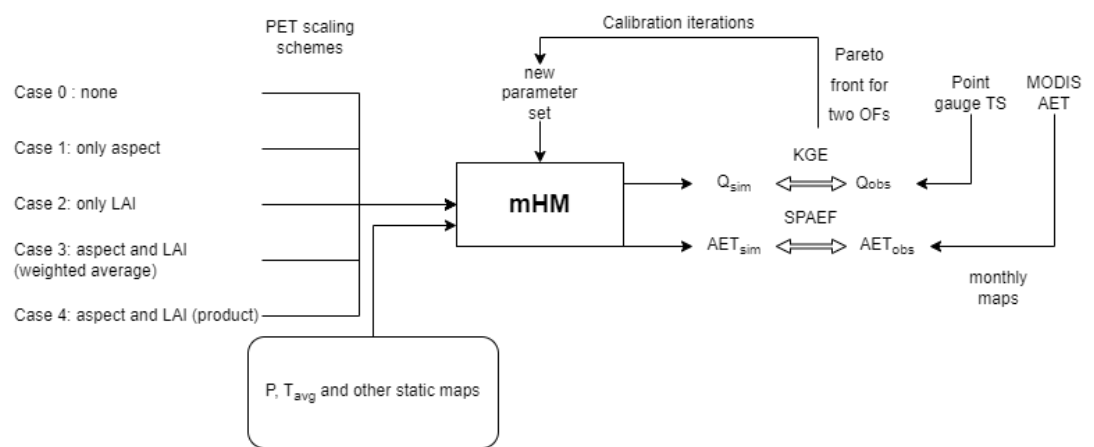 PET scaling
schemes
Case 0 : none
Case 1: only aspect
Case 2: only LAI
Case 3: aspect and LAI
(weighted average)
Case 4: aspect and LAI (product)
P, Tavg and other static maps
Calibration iterations
new
parameter
set
mHM
Pareto
front for
two OFs
Point
gauge TS
MODIS
AET
KGE
Qsim
Qobs
SPAEF
AETsim
AETobs
monthly
maps